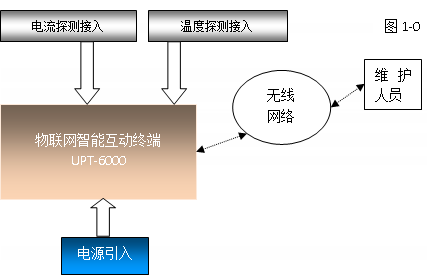 电流探测接入
温度探测接入
图 1-0
物联网智能互动终端
UPT-6000
无线
网络
维 护
人员
电源引入